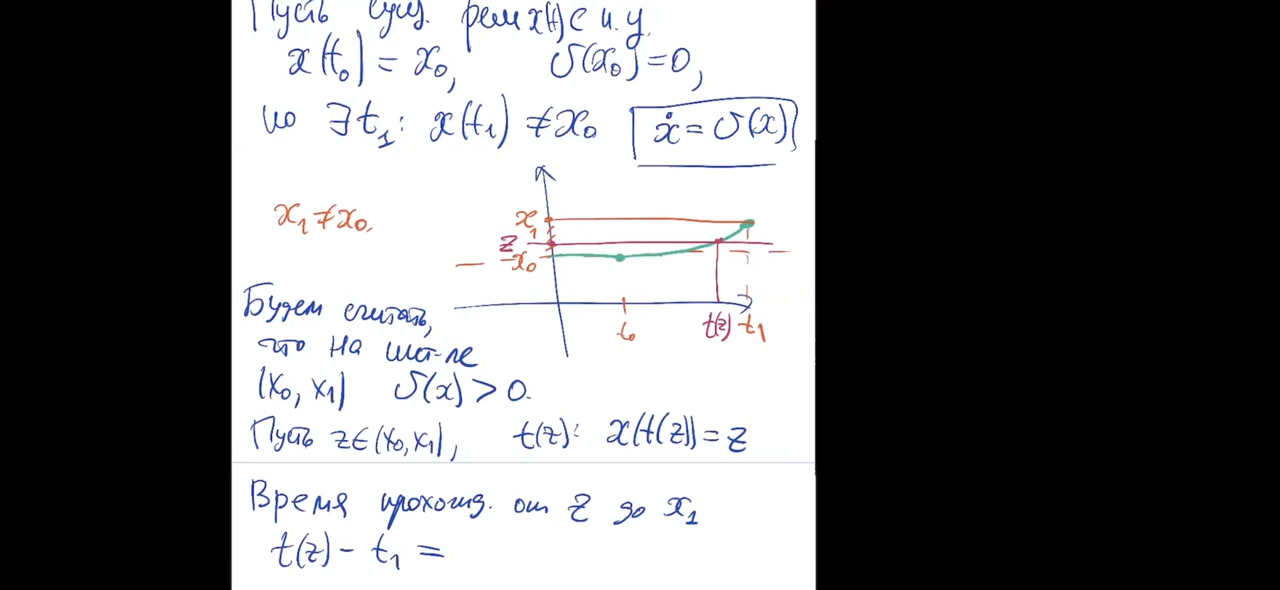 Пусть сущ. реш x(t) с н.у.
x(t₀) = x₀, v(x₀) = 0,
но ∃t₁: x(t₁) ≠ x₀ ẋ = v(x)
x₁ ≠ x₀.
x₁
z
x₀
t₀ t(z) t₁
Будем считать,
что на инт-ле
(x₀, x₁) v(x) > 0.
Пусть z ∈ (x₀, x₁), t(z): x(t(z)) = z
Время прохожд. от z до x₁
t(z) - t₁ =